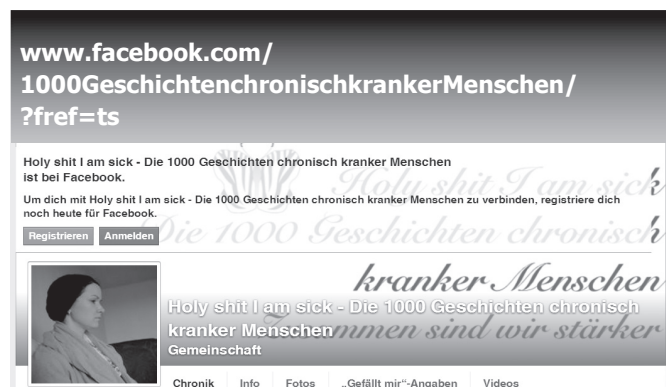 www.facebook.com/
1000GeschichtenchronischkrankerMenschen/
?fref=ts
Holy shit I am sick - Die 1000 Geschichten chronisch kranker Menschen
ist bei Facebook.
Holy shit I am sick
Um dich mit Holy shit I am sick - Die 1000 Geschichten chronisch kranker Menschen zu verbinden, registriere dich
noch heute für Facebook.
Registrieren Anmelden
Die 1000 Geschichten chronisch
kranker Menschen
Holy shit I am sick - Die 1000 Geschichten chronisch
kranker Menschen
Zusammen sind wir stärker
Gemeinschaft
Chronik Info Fotos „Gefällt mir“-Angaben Videos